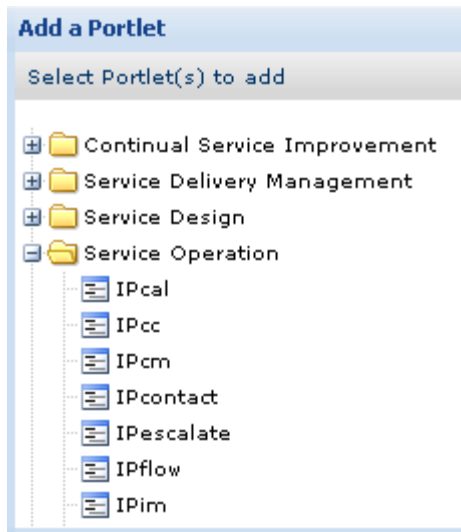 Add a Portlet
Select Portlet(s) to add
Continual Service Improvement
Service Delivery Management
Service Design
Service Operation
IPcal
IPcc
IPcm
IPcontact
IPescalate
IPflow
IPim